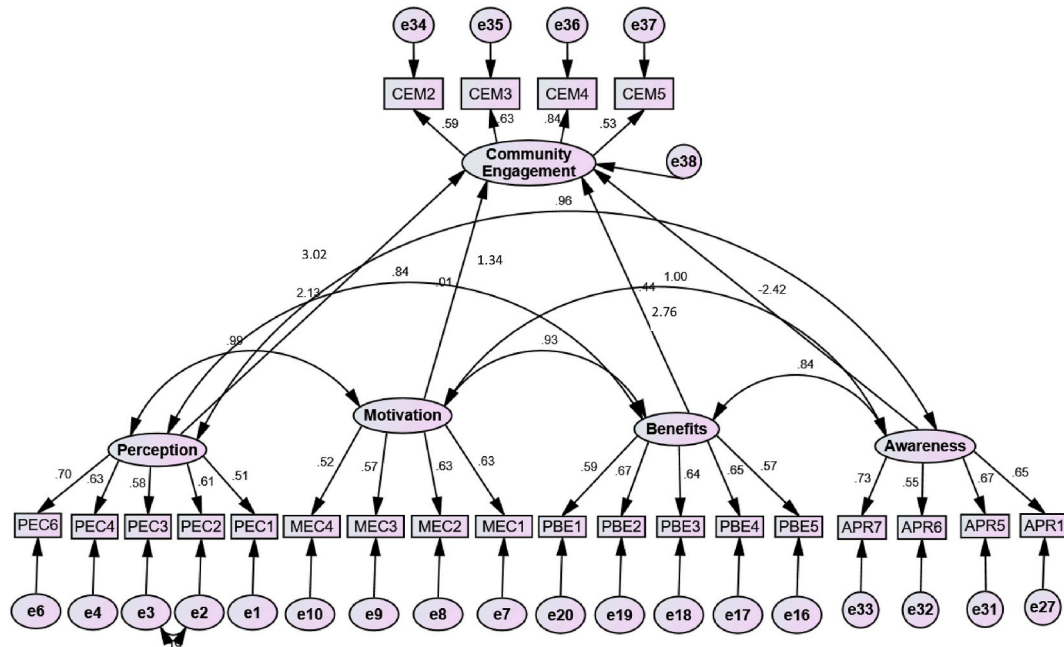 e34 e35 e36 e37
CEM2 CEM3 CEM4 CEM5
.59 .63 .84 .53
Community
Engagement
e38
.96
3.02 1.34
.84 .01 .44 1.00
2.13 -2.42
2.76
.99 .93 .84
Motivation
Benefits
Perception Awareness
.70 .63 .58 .61 .51 .52 .57 .63 .63 .59 .67 .64 .65 .57 .73 .55 .67 .65
PEC6 PEC4 PEC3 PEC2 PEC1 MEC4 MEC3 MEC2 MEC1 PBE1 PBE2 PBE3 PBE4 PBE5 APR7 APR6 APR5 APR1
e6 e4 e3 e2 e1 e10 e9 e8 e7 e20 e19 e18 e17 e16 e33 e32 e31 e27